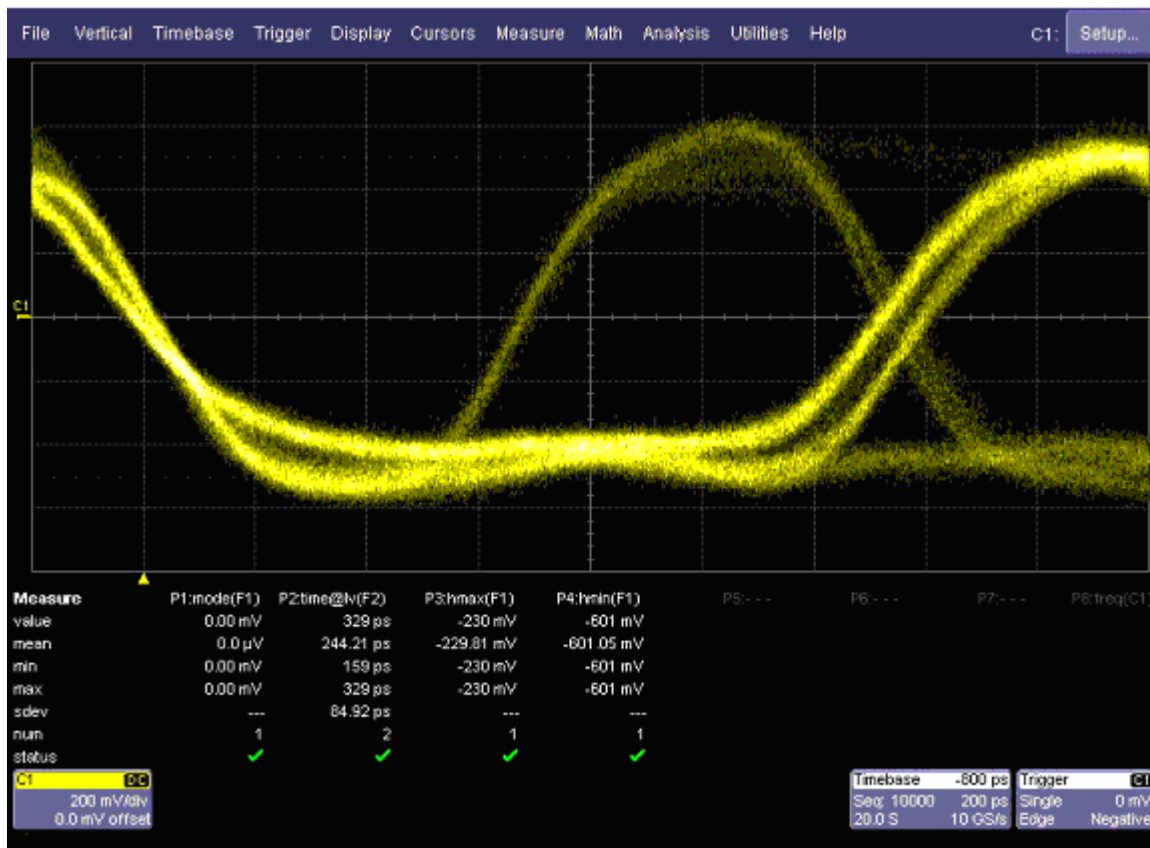 File Vertical Timebase Trigger Display Cursors Measure Math Analysis Utilities Help C1: Setup...
C1
Measure P1:mode(F1) P2:time@lv(F2) P3:hmax(F1) P4:hmin(F1) P5:--- P6:--- P7:--- P8:freq(C1)
value 0.00 mV 329 ps -230 mV -601 mV
mean 0.0 µV 244.21 ps -229.81 mV -601.05 mV
min 0.00 mV 159 ps -230 mV -601 mV
max 0.00 mV 329 ps -230 mV -601 mV
sdev --- 84.92 ps --- ---
num 1 2 1 1
status
C1 DC
200 mV/div
0.0 mV offset
Timebase -800 ps
Seq: 10000 200 ps
20.0 S 10 GS/s
Trigger C1
Single 0 mV
Edge Negative